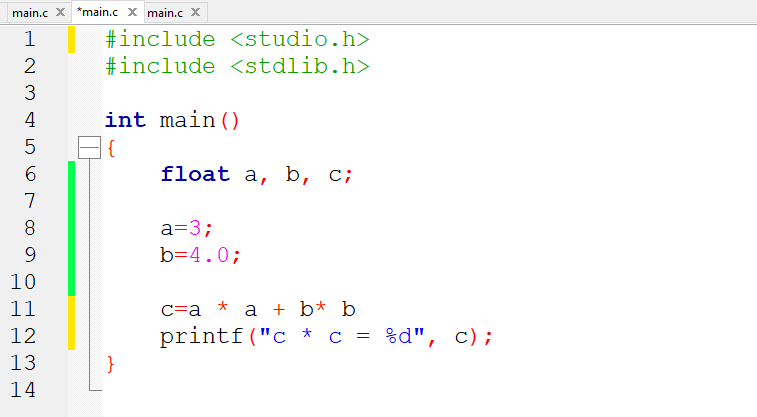 main.c X *main.c X main.c X
1 #include <studio.h>
2 #include <stdlib.h>
3
4 int main()
5 {
6 float a, b, c;
7
8 a=3;
9 b=4.0;
10
11 c=a * a + b* b
12 printf("c * c = %d", c);
13 }
14